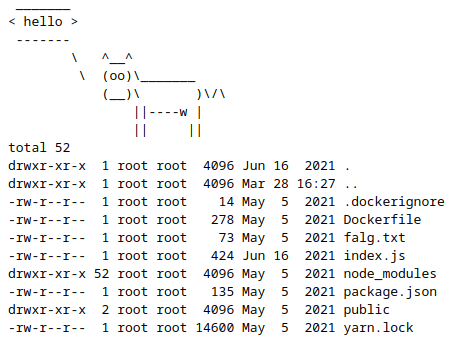 _______
< hello >
 -------
        \   ^__^
         \  (oo)\_______
            (__)\       )\/\
                ||----w |
                ||     ||
total 52
drwxr-xr-x  1 root root  4096 Jun 16  2021 .
drwxr-xr-x  1 root root  4096 Mar 28 16:27 ..
-rw-r--r--  1 root root    14 May  5  2021 .dockerignore
-rw-r--r--  1 root root   278 May  5  2021 Dockerfile
-rw-r--r--  1 root root    73 May  5  2021 falg.txt
-rw-r--r--  1 root root   424 Jun 16  2021 index.js
drwxr-xr-x 52 root root  4096 May  5  2021 node_modules
-rw-r--r--  1 root root   135 May  5  2021 package.json
drwxr-xr-x  2 root root  4096 May  5  2021 public
-rw-r--r--  1 root root 14600 May  5  2021 yarn.lock